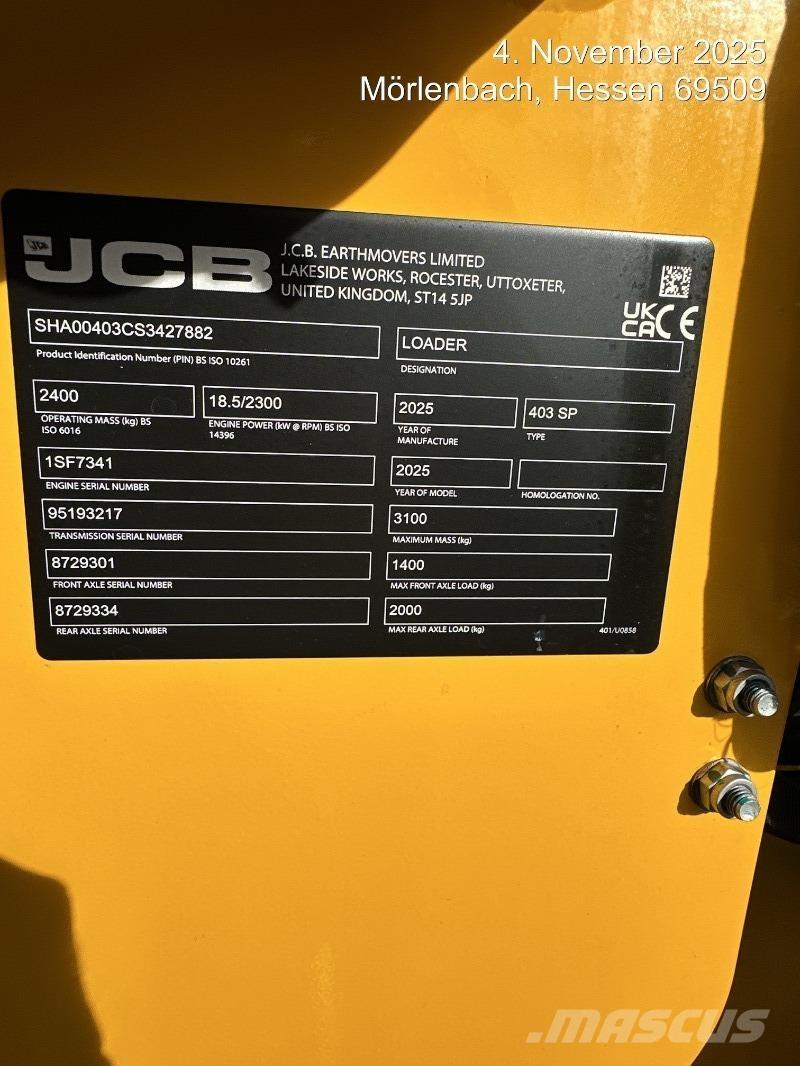 4. November 2025
Mörlenbach, Hessen 69509
JCB
J.C.B. EARTHMOVERS LIMITED
LAKESIDE WORKS, ROCESTER, UTTOXETER,
UNITED KINGDOM, ST14 5JP
UK
CA CE
SHA00403CS3427882
Product Identification Number (PIN) BS ISO 10261
LOADER
DESIGNATION
2400
OPERATING MASS (kg) BS
ISO 6016
18.5/2300
ENGINE POWER (kW @ RPM) BS ISO
14396
2025
YEAR OF
MANUFACTURE
403 SP
TYPE
1SF7341
ENGINE SERIAL NUMBER
2025
YEAR OF MODEL
HOMOLOGATION NO.
95193217
TRANSMISSION SERIAL NUMBER
3100
MAXIMUM MASS (kg)
8729301
FRONT AXLE SERIAL NUMBER
1400
MAX FRONT AXLE LOAD (kg)
8729334
REAR AXLE SERIAL NUMBER
2000
MAX REAR AXLE LOAD (kg)
401/U0858
MASCUS